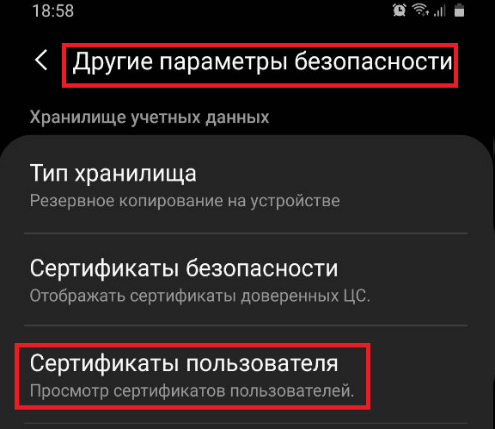 18:58
Другие параметры безопасности
Хранилище учетных данных
Тип хранилища
Резервное копирование на устройстве
Сертификаты безопасности
Отображать сертификаты доверенных ЦС.
Сертификаты пользователя
Просмотр сертификатов пользователей.